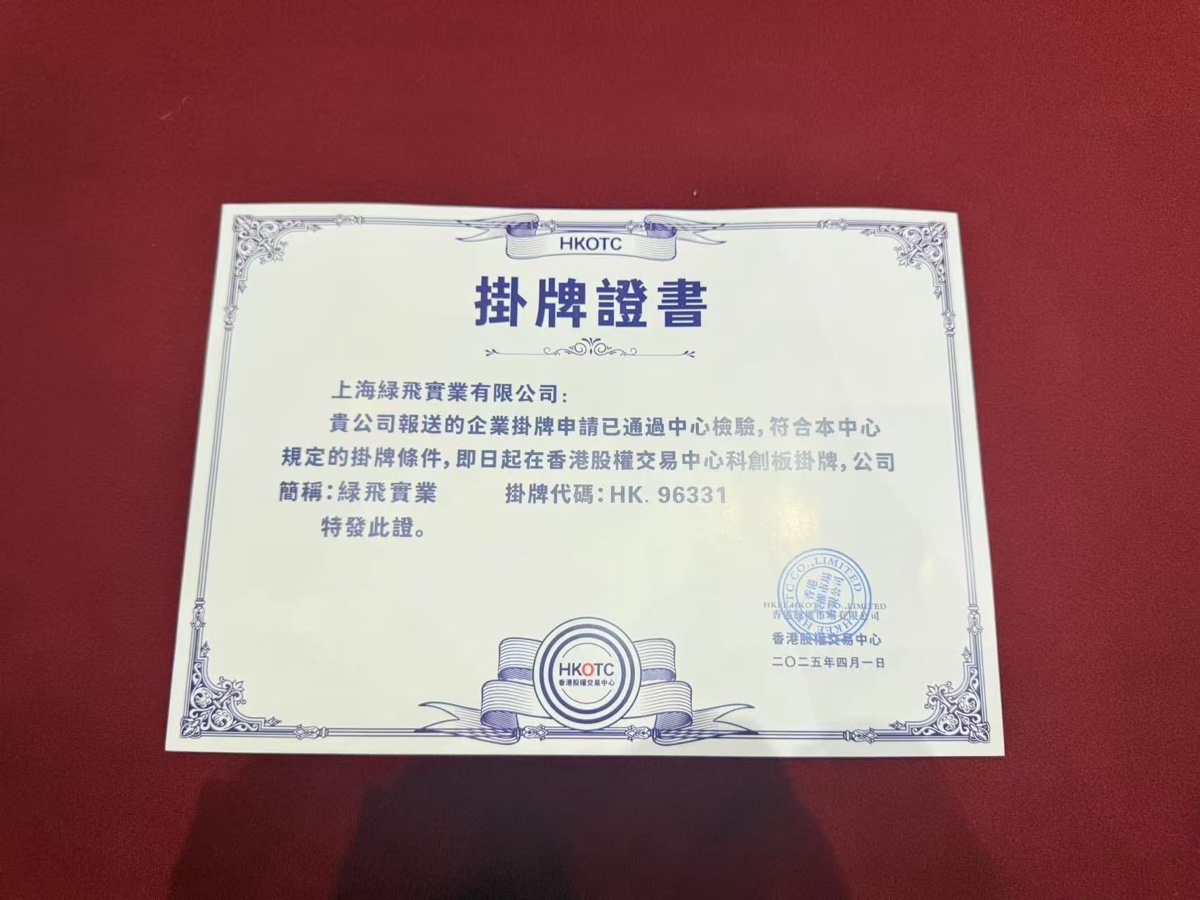 HKOTC
掛牌證書
上海緑飛實業有限公司:
貴公司報送的企業掛牌申請已通過中心檢驗,符合本中心
規定的掛牌條件,即日起在香港股權交易中心科創板掛牌,公司
簡稱:緑飛實業 掛牌代碼:HK. 96331
特發此證。
香港股權交易中心
二〇二五年四月一日
HKOTC
香港股權交易中心